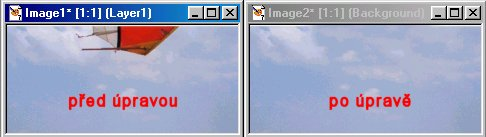 Image1* [1:1] (Layer1)
před úpravou
Image2* [1:1] (Background)
po úpravě